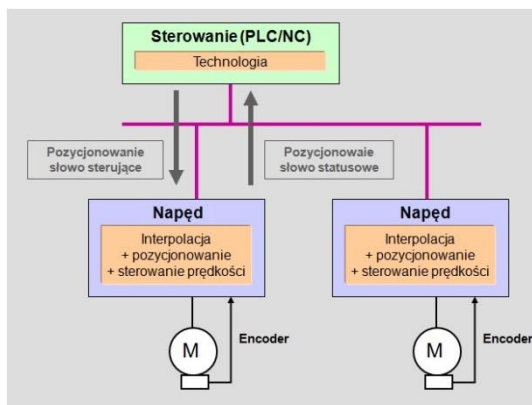 Sterowanie (PLC/NC)
Technologia
Pozycjonowanie
słowo sterujące
Pozycjonowaie
słowo statusowe
Napęd
Interpolacja
+ pozycjonowanie
+ sterowanie prędkości
Napęd
Interpolacja
+ pozycjonowanie
+ sterowanie prędkości
M
Encoder
M
Encoder